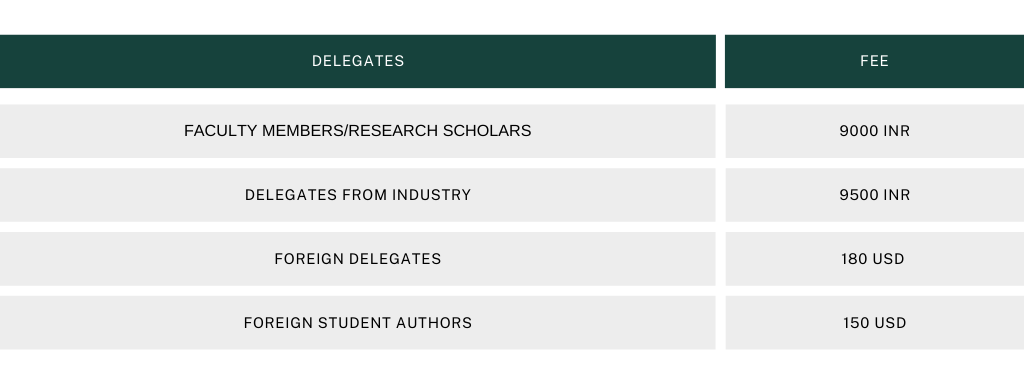 DELEGATES FEE
FACULTY MEMBERS/RESEARCH SCHOLARS 9000 INR
DELEGATES FROM INDUSTRY 9500 INR
FOREIGN DELEGATES 180 USD
FOREIGN STUDENT AUTHORS 150 USD